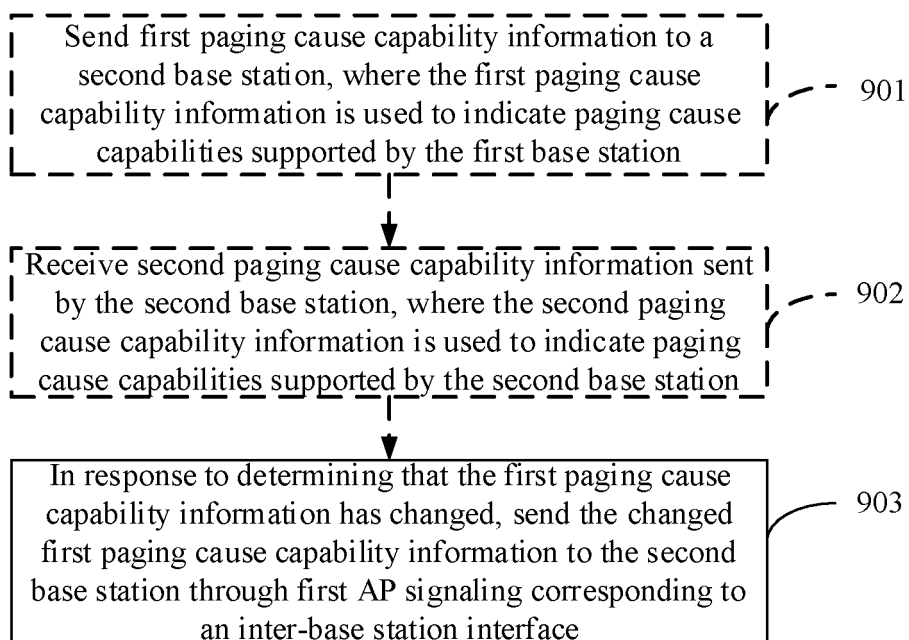 Send first paging cause capability information to a
second base station, where the first paging cause
capability information is used to indicate paging cause
capabilities supported by the first base station
901
Receive second paging cause capability information sent
by the second base station, where the second paging
cause capability information is used to indicate paging
cause capabilities supported by the second base station
902
In response to determining that the first paging cause
capability information has changed, send the changed
first paging cause capability information to the second
base station through first AP signaling corresponding to
an inter-base station interface
903